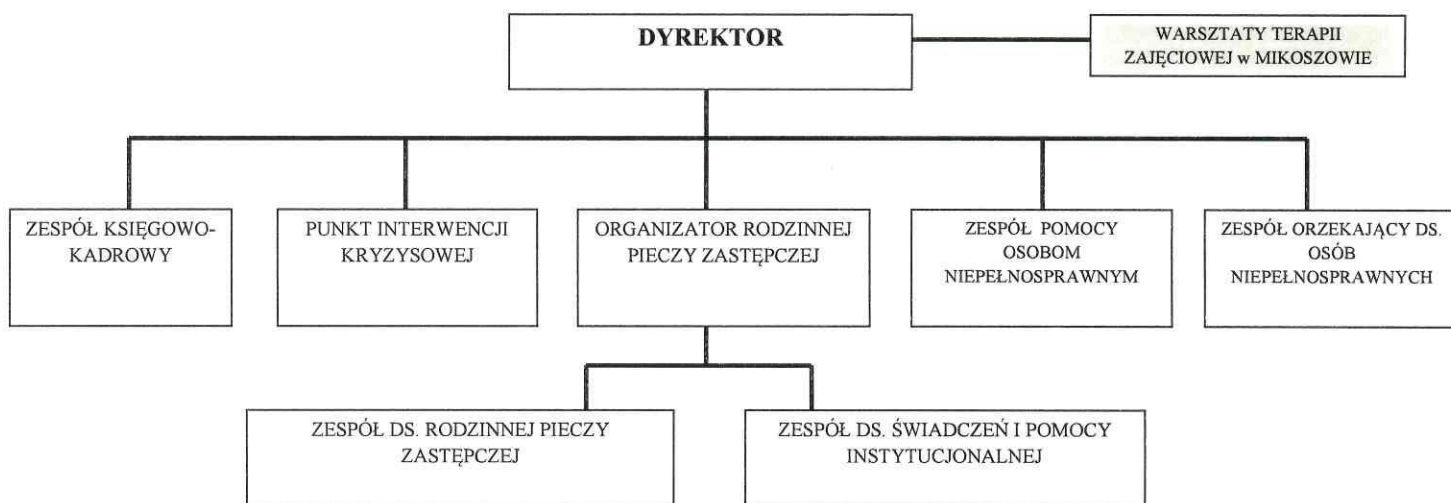 DYREKTOR
WARSZTATY TERAPII
ZAJĘCIOWEJ w MIKOSZOWIE
ZESPÓŁ KSIĘGOWO-
KADROWY
PUNKT INTERWENCJI
KRYZYSOWEJ
ORGANIZATOR RODZINNEJ
PIECZY ZASTĘPCZEJ
ZESPÓŁ POMOCY
OSOBOM
NIEPEŁNOSPRAWNYM
ZESPÓŁ ORZEKAJĄCY DS.
OSÓB
NIEPEŁNOSPRAWNYCH
ZESPÓŁ DS. RODZINNEJ PIECZY
ZASTĘPCZEJ
ZESPÓŁ DS. ŚWIADCZEŃ I POMOCY
INSTYTUCJONALNEJ